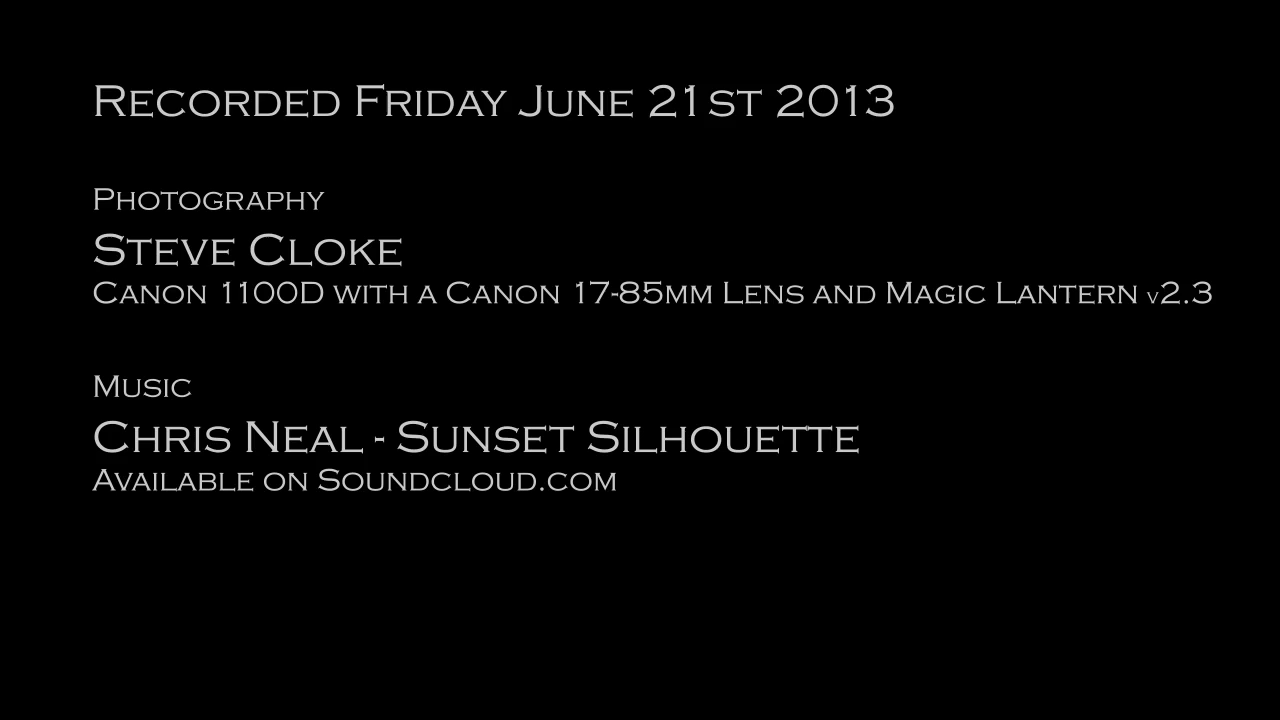 Recorded Friday June 21st 2013
Photography
Steve Cloke
Canon 1100D with a Canon 17-85mm Lens and Magic Lantern v2.3
Music
Chris Neal - Sunset Silhouette
Available on Soundcloud.com